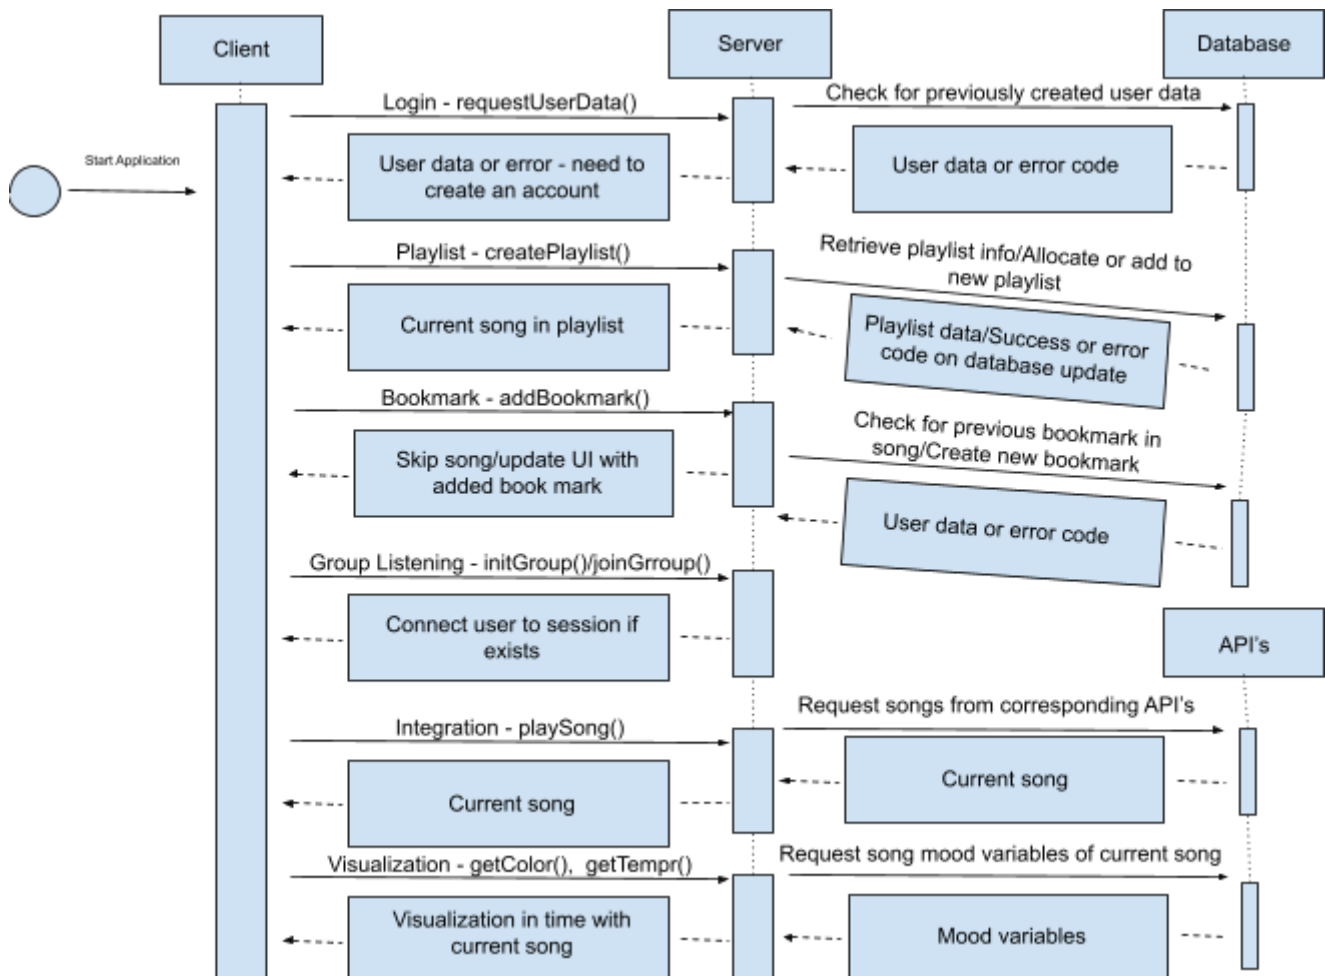 Client
Server
Database
Login - requestUserData()
Check for previously created user data
Start Application
User data or error - need to
create an account
User data or error code
Playlist - createPlaylist()
Retrieve playlist info/Allocate or add to
new playlist
Current song in playlist
Playlist data/Success or error
code on database update
Bookmark - addBookmark()
Check for previous bookmark in
song/Create new bookmark
Skip song/update UI with
added book mark
User data or error code
Group Listening - initGroup()/joinGrroup()
Connect user to session if
exists
API's
Integration - playSong()
Request songs from corresponding API's
Current song
Current song
Visualization - getColor(), getTempr()
Request song mood variables of current song
Visualization in time with
current song
Mood variables